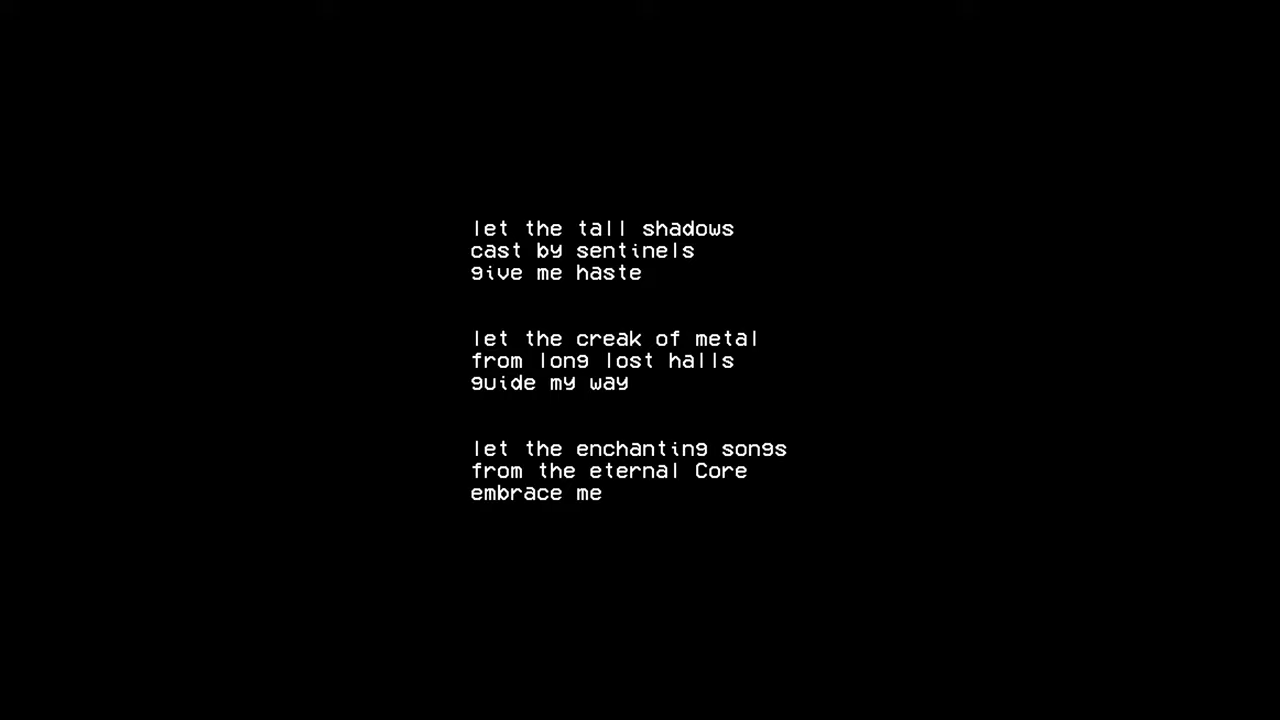 let the tall shadows
cast by sentinels
give me haste
let the creak of metal
from long lost halls
guide my way
let the enchanting songs
from the eternal Core
embrace me